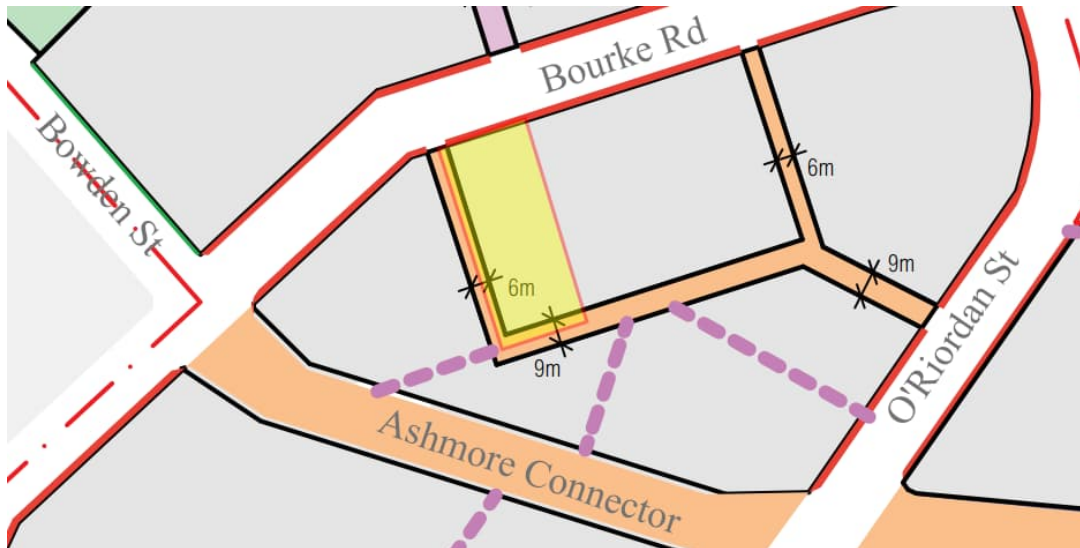 Bourke Rd
Bowden St
6m
9m
6m
9m
O'Riordan St
Ashmore Connector